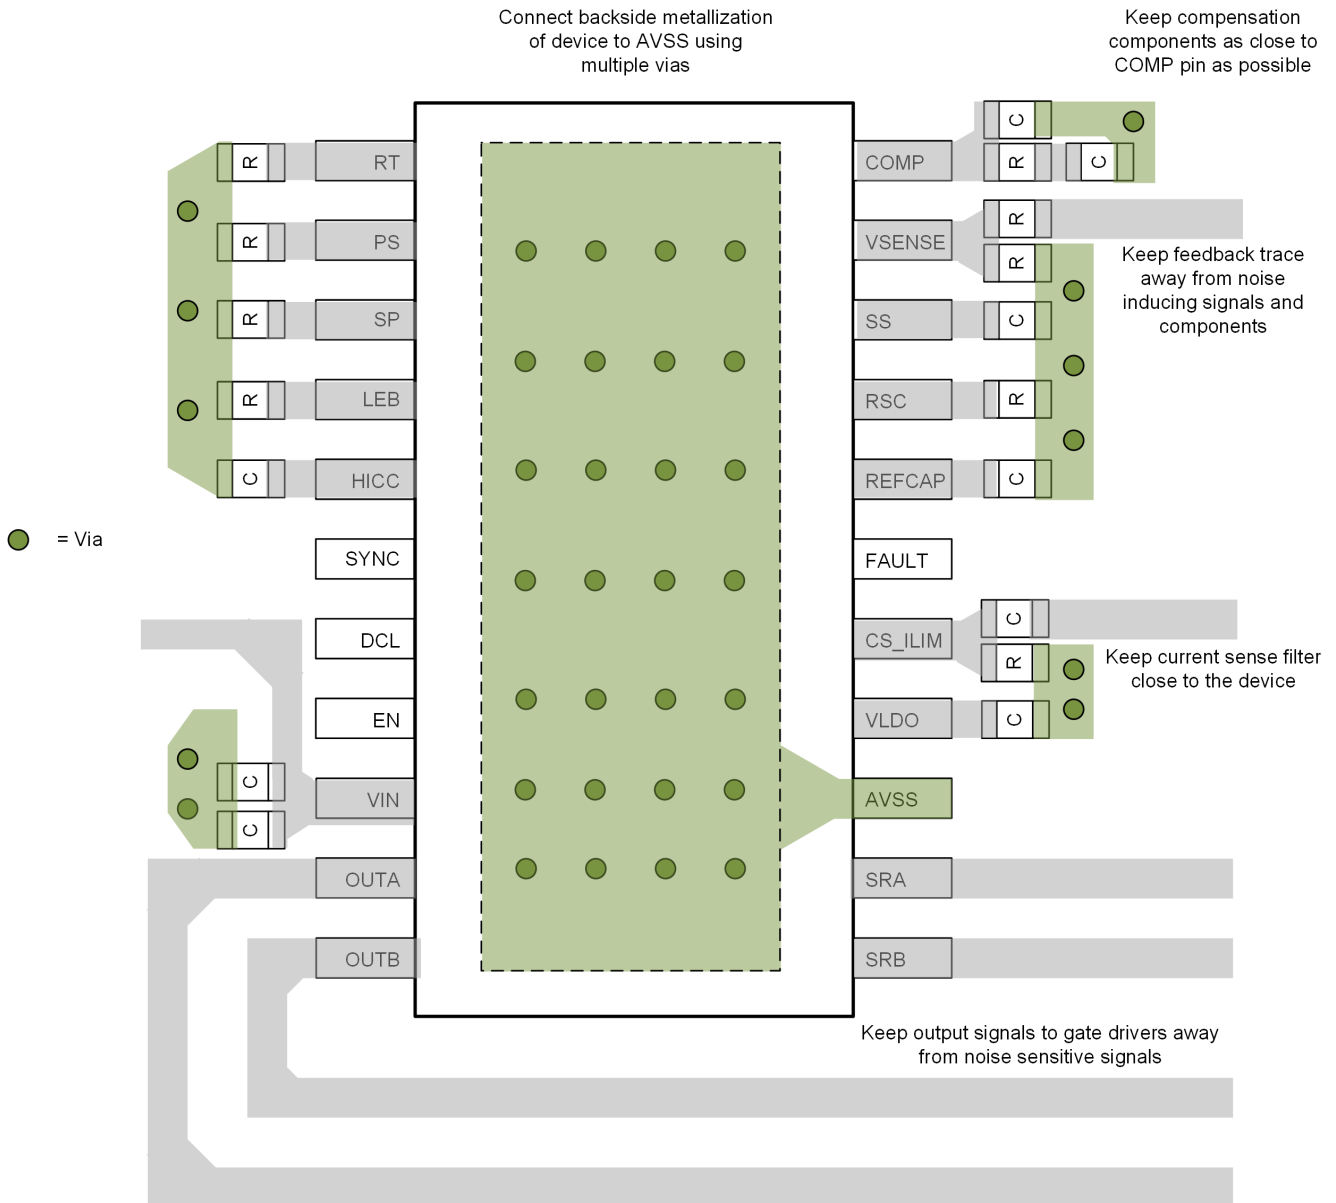 Connect backside metallization
of device to AVSS using
multiple vias
Keep compensation
components as close to
COMP pin as possible
R
RT
COMP
C
R
C
R
PS
VSENSE
R
R
Keep feedback trace
away from noise
inducing signals and
components
R
SP
SS
C
R
LEB
RSC
R
C
HICC
REFCAP
C
= Via
SYNC
FAULT
DCL
CS_ILIM
C
R
Keep current sense filter
close to the device
EN
VLDO
C
C
C
VIN
AVSS
OUTA
SRA
OUTB
SRB
Keep output signals to gate drivers away
from noise sensitive signals